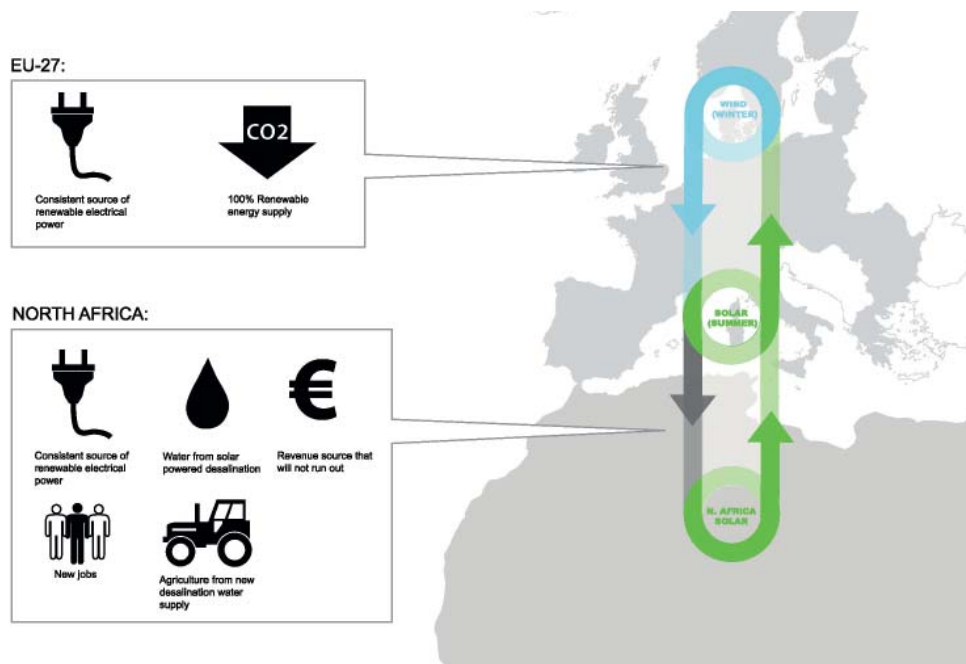 EU-27:
CO2
Consistent source of
renewable electrical
power
100% Renewable
energy supply
NORTH AFRICA:
€
Consistent source of
renewable electrical
power
Water from solar
powered desalination
Revenue source that
will not run out
New jobs
Agriculture from new
desalination water
supply
WIND
(WINTER)
SOLAR
(SUMMER)
N. AFRICA
SOLAR